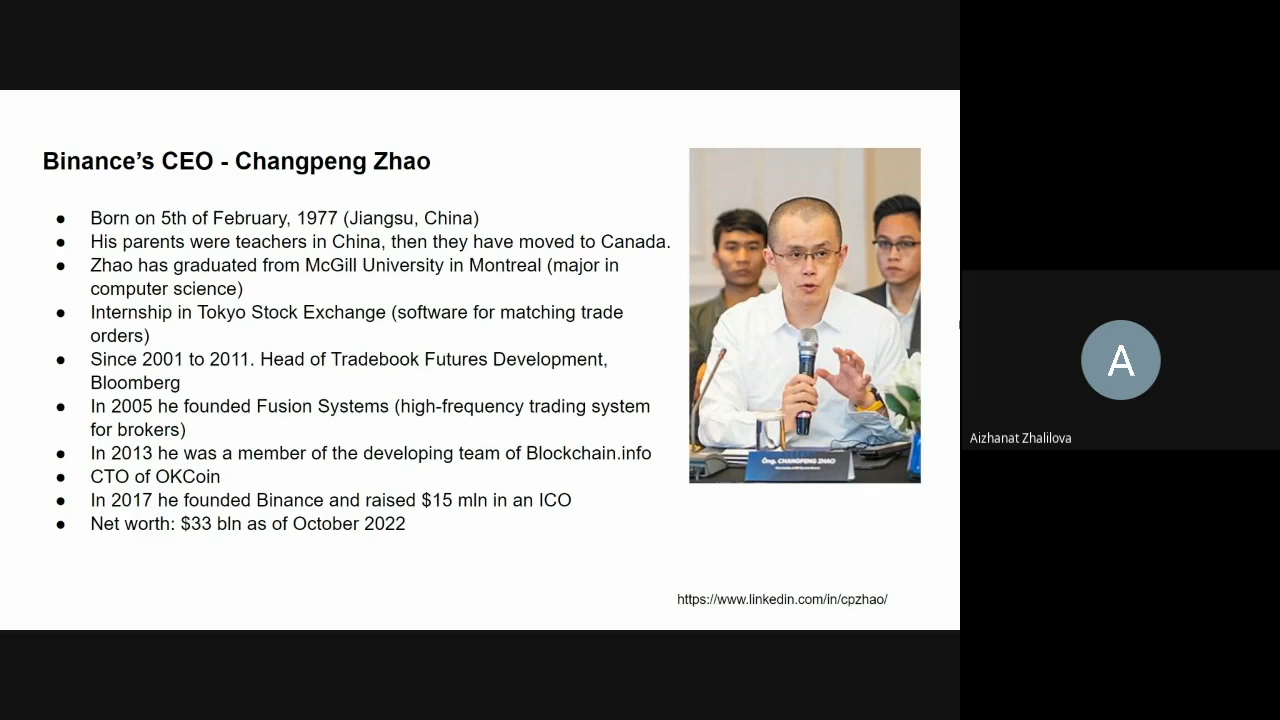 Binance’s CEO - Changpeng Zhao
● Born on 5th of February, 1977 (Jiangsu, China)
● His parents were teachers in China, then they have moved to Canada.
● Zhao has graduated from McGill University in Montreal (major in
computer science)
● Internship in Tokyo Stock Exchange (software for matching trade
orders)
● Since 2001 to 2011. Head of Tradebook Futures Development,
Bloomberg
● In 2005 he founded Fusion Systems (high-frequency trading system
for brokers)
● In 2013 he was a member of the developing team of Blockchain.info
● CTO of OKCoin
● In 2017 he founded Binance and raised $15 mln in an ICO
● Net worth: $33 bln as of October 2022
Ông. CHANGPENG ZHAO
https://www.linkedin.com/in/cpzhao/
A
Aizhanat Zhalilova